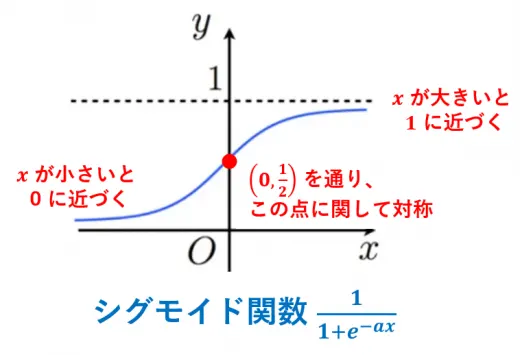 y
1
x が大きいと
1 に近づく
x が小さいと
0 に近づく
(0, 1/2) を通り、
この点に関して対称
O
x
シグモイド関数 1/(1+e^{-ax})